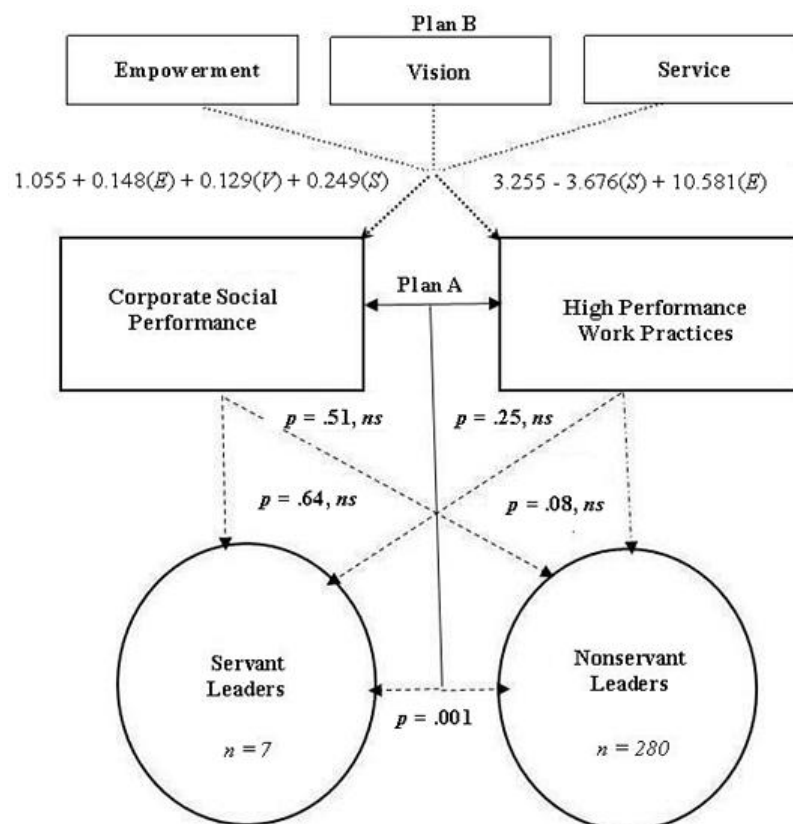 Plan B
Empowerment
Vision
Service
1.055 + 0.148(E) + 0.129(V) + 0.249(S)
3.255 - 3.676(S) + 10.581(E)
Corporate Social
Performance
Plan A
High Performance
Work Practices
p = .51, ns
p = .25, ns
p = .64, ns
p = .08, ns
Servant
Leaders
n = 7
p = .001
Nonservant
Leaders
n = 280